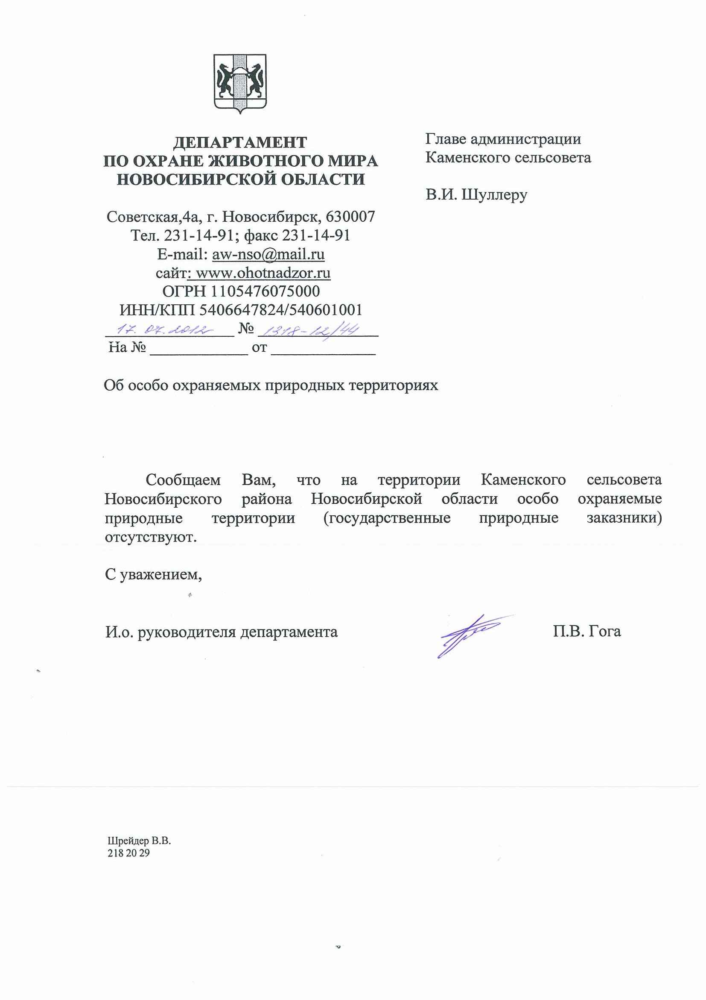 ДЕПАРТАМЕНТ
ПО ОХРАНЕ ЖИВОТНОГО МИРА
НОВОСИБИРСКОЙ ОБЛАСТИ
Советская,4а, г. Новосибирск, 630007
Тел. 231-14-91; факс 231-14-91
E-mail: aw-nso@mail.ru
сайт: www.ohotnadzor.ru
ОГРН 1105476075000
ИНН/КПП 5406647824/540601001
17.07.2012 № 1318-12/44
На № ____________ от ____________
Главе администрации
Каменского сельсовета
В.И. Шуллеру
Об особо охраняемых природных территориях
Сообщаем Вам, что на территории Каменского сельсовета
Новосибирского района Новосибирской области особо охраняемые
природные территории (государственные природные заказники)
отсутствуют.
С уважением,
И.о. руководителя департамента П.В. Гога
Шрейдер В.В.
218 20 29